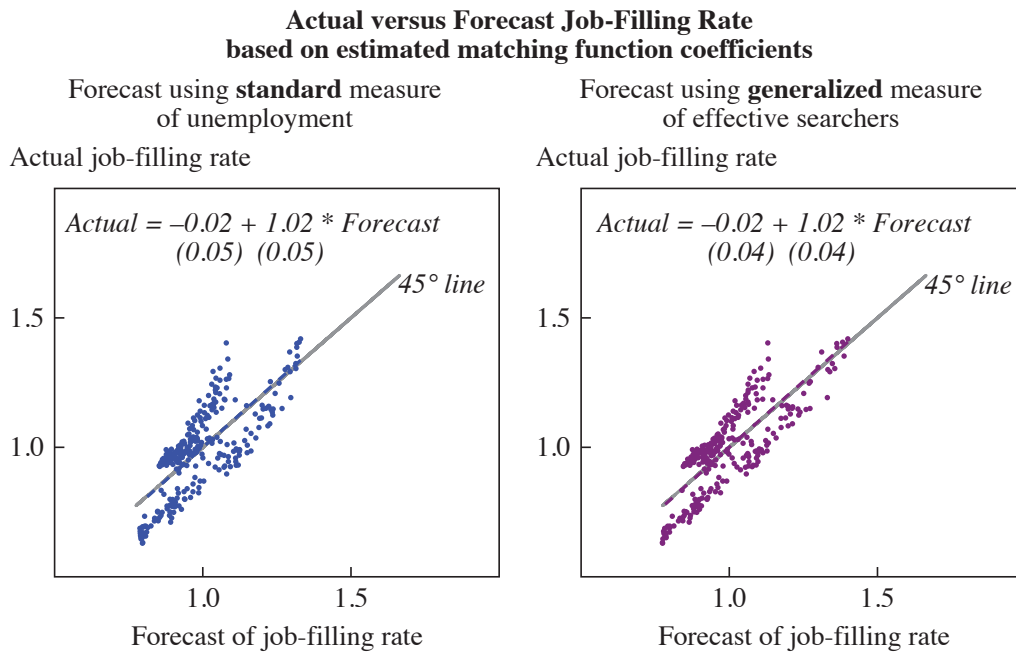 Actual versus Forecast Job-Filling Rate
based on estimated matching function coefficients
Forecast using standard measure
of unemployment
Actual job-filling rate
Actual = –0.02 + 1.02 * Forecast
(0.05) (0.05)
45° line
1.5
1.0
1.0 1.5
Forecast of job-filling rate
Forecast using generalized measure
of effective searchers
Actual job-filling rate
Actual = –0.02 + 1.02 * Forecast
(0.04) (0.04)
45° line
1.5
1.0
1.0 1.5
Forecast of job-filling rate